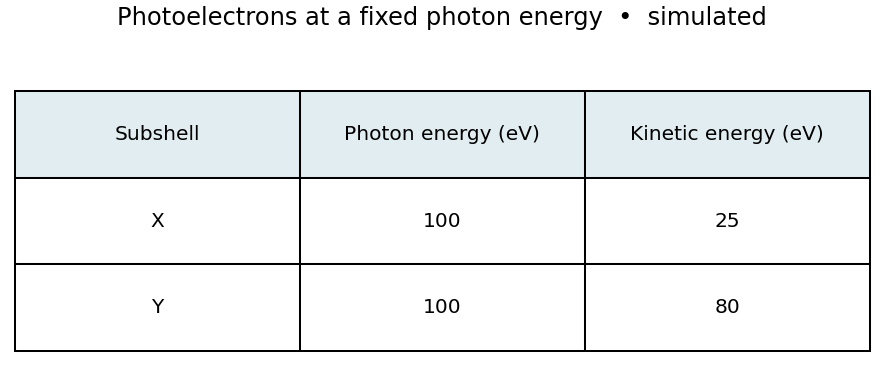 Photoelectrons at a fixed photon energy • simulated
Subshell Photon energy (eV) Kinetic energy (eV)
X 100 25
Y 100 80